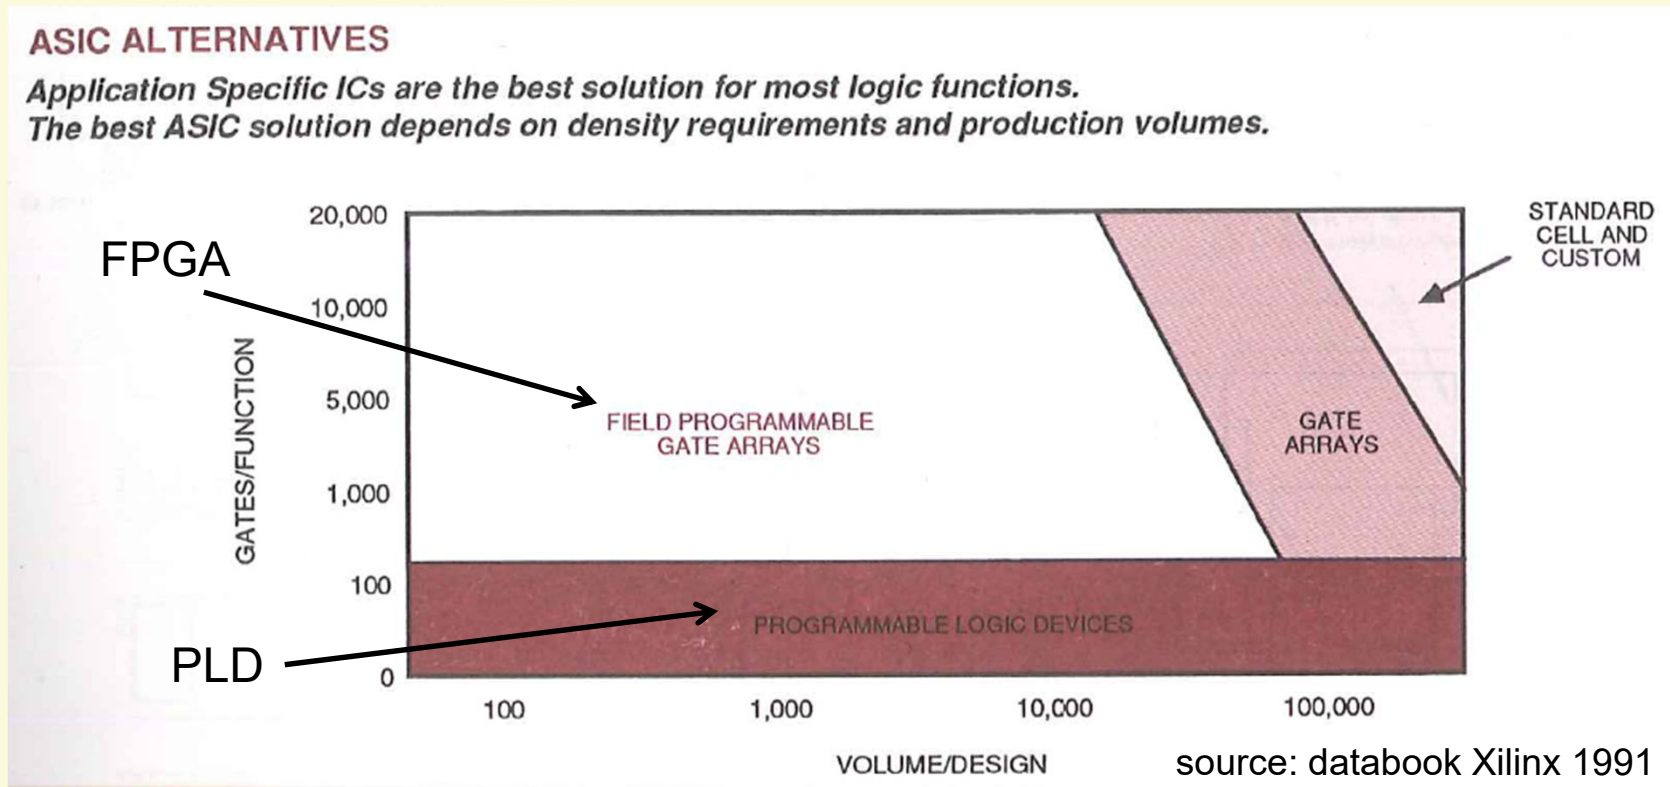 ASIC ALTERNATIVES
Application Specific ICs are the best solution for most logic functions.
The best ASIC solution depends on density requirements and production volumes.
STANDARD
CELL AND
CUSTOM
20,000
FPGA
10,000
5,000
FIELD PROGRAMMABLE
GATE ARRAYS
GATE
ARRAYS
GATES/FUNCTION
1,000
100
PROGRAMMABLE LOGIC DEVICES
PLD
0
100
1,000
10,000
100,000
VOLUME/DESIGN
source: databook Xilinx 1991